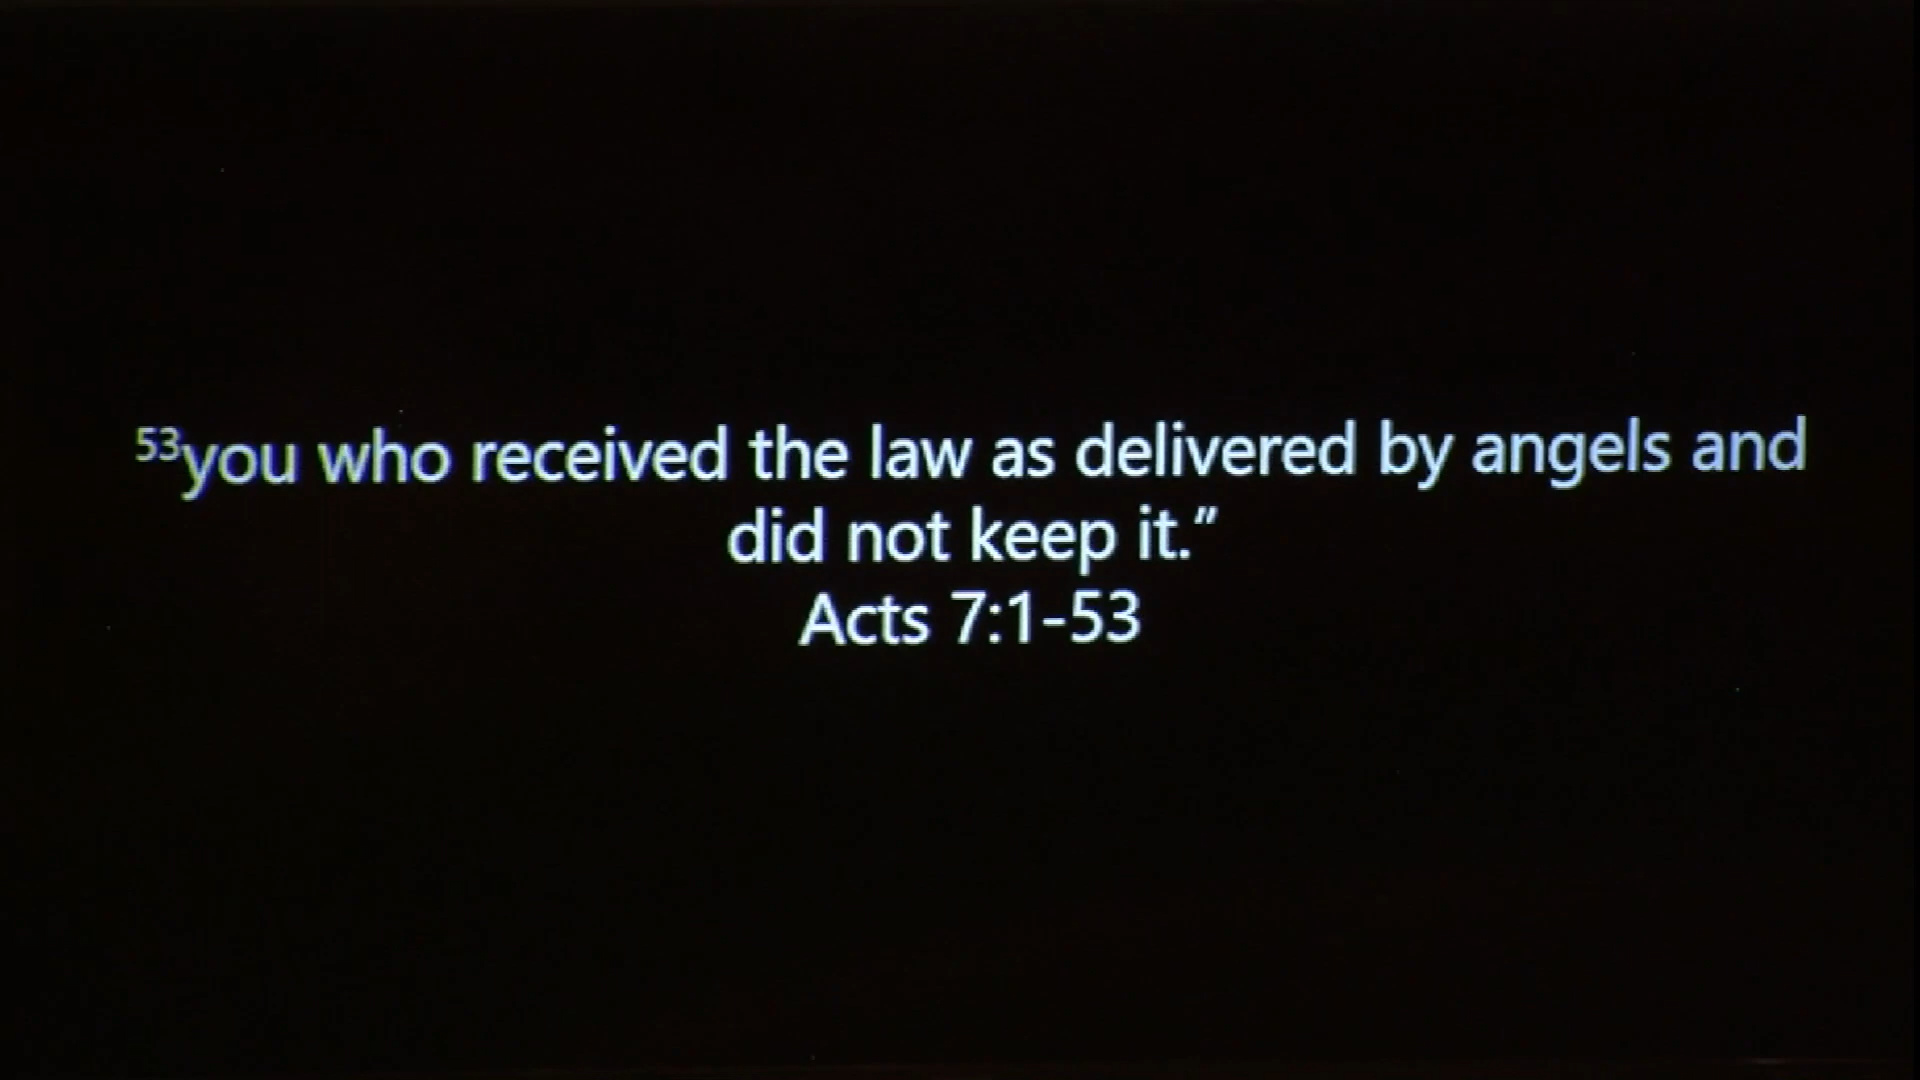 53you who received the law as delivered by angels and
did not keep it.”
Acts 7:1-53